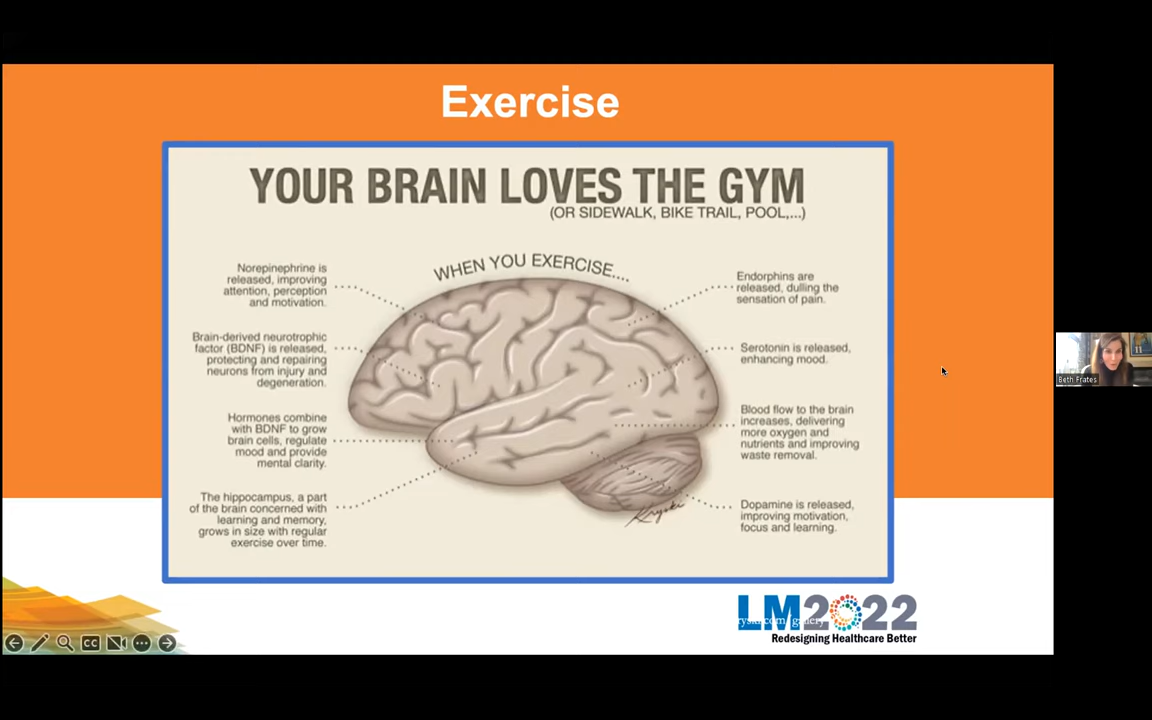 Exercise
YOUR BRAIN LOVES THE GYM
(OR SIDEWALK, BIKE TRAIL, POOL,...)
WHEN YOU EXERCISE....
Norepinephrine is
released, improving
attention, perception
and motivation.
Brain-derived neurotrophic
factor (BDNF) is released,
protecting and repairing
neurons from injury and
degeneration.
Hormones combine
with BDNF to grow
brain cells, regulate
mood and provide
mental clarity.
The hippocampus, a part
of the brain concerned with
learning and memory,
grows in size with regular
exercise over time.
Endorphins are
released, dulling the
sensation of pain.
Serotonin is released,
enhancing mood.
Blood flow to the brain
increases, delivering
more oxygen and
nutrients and improving
waste removal.
Dopamine is released,
improving motivation,
focus and learning.
LM2022
Redesigning Healthcare Better
CC
Beth Frates